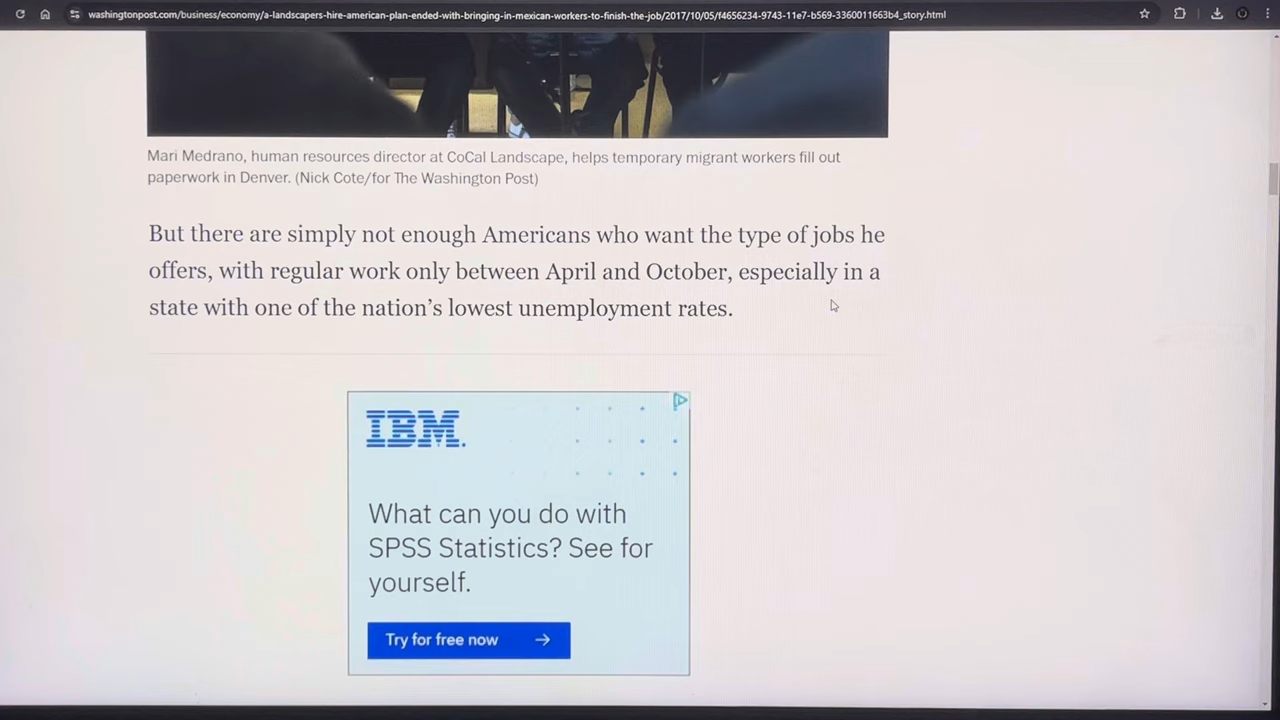 washingtonpost.com/business/economy/a-landscapers-hire-american-plan-ended-with-bringing-in-mexican-workers-to-finish-the-job/2017/10/05/f4656234-9743-11e7-b569-3360011663b4_story.html
Mari Medrano, human resources director at CoCal Landscape, helps temporary migrant workers fill out
paperwork in Denver. (Nick Cote/for The Washington Post)
But there are simply not enough Americans who want the type of jobs he
offers, with regular work only between April and October, especially in a
state with one of the nation’s lowest unemployment rates.
IBM.
What can you do with
SPSS Statistics? See for
yourself.
Try for free now